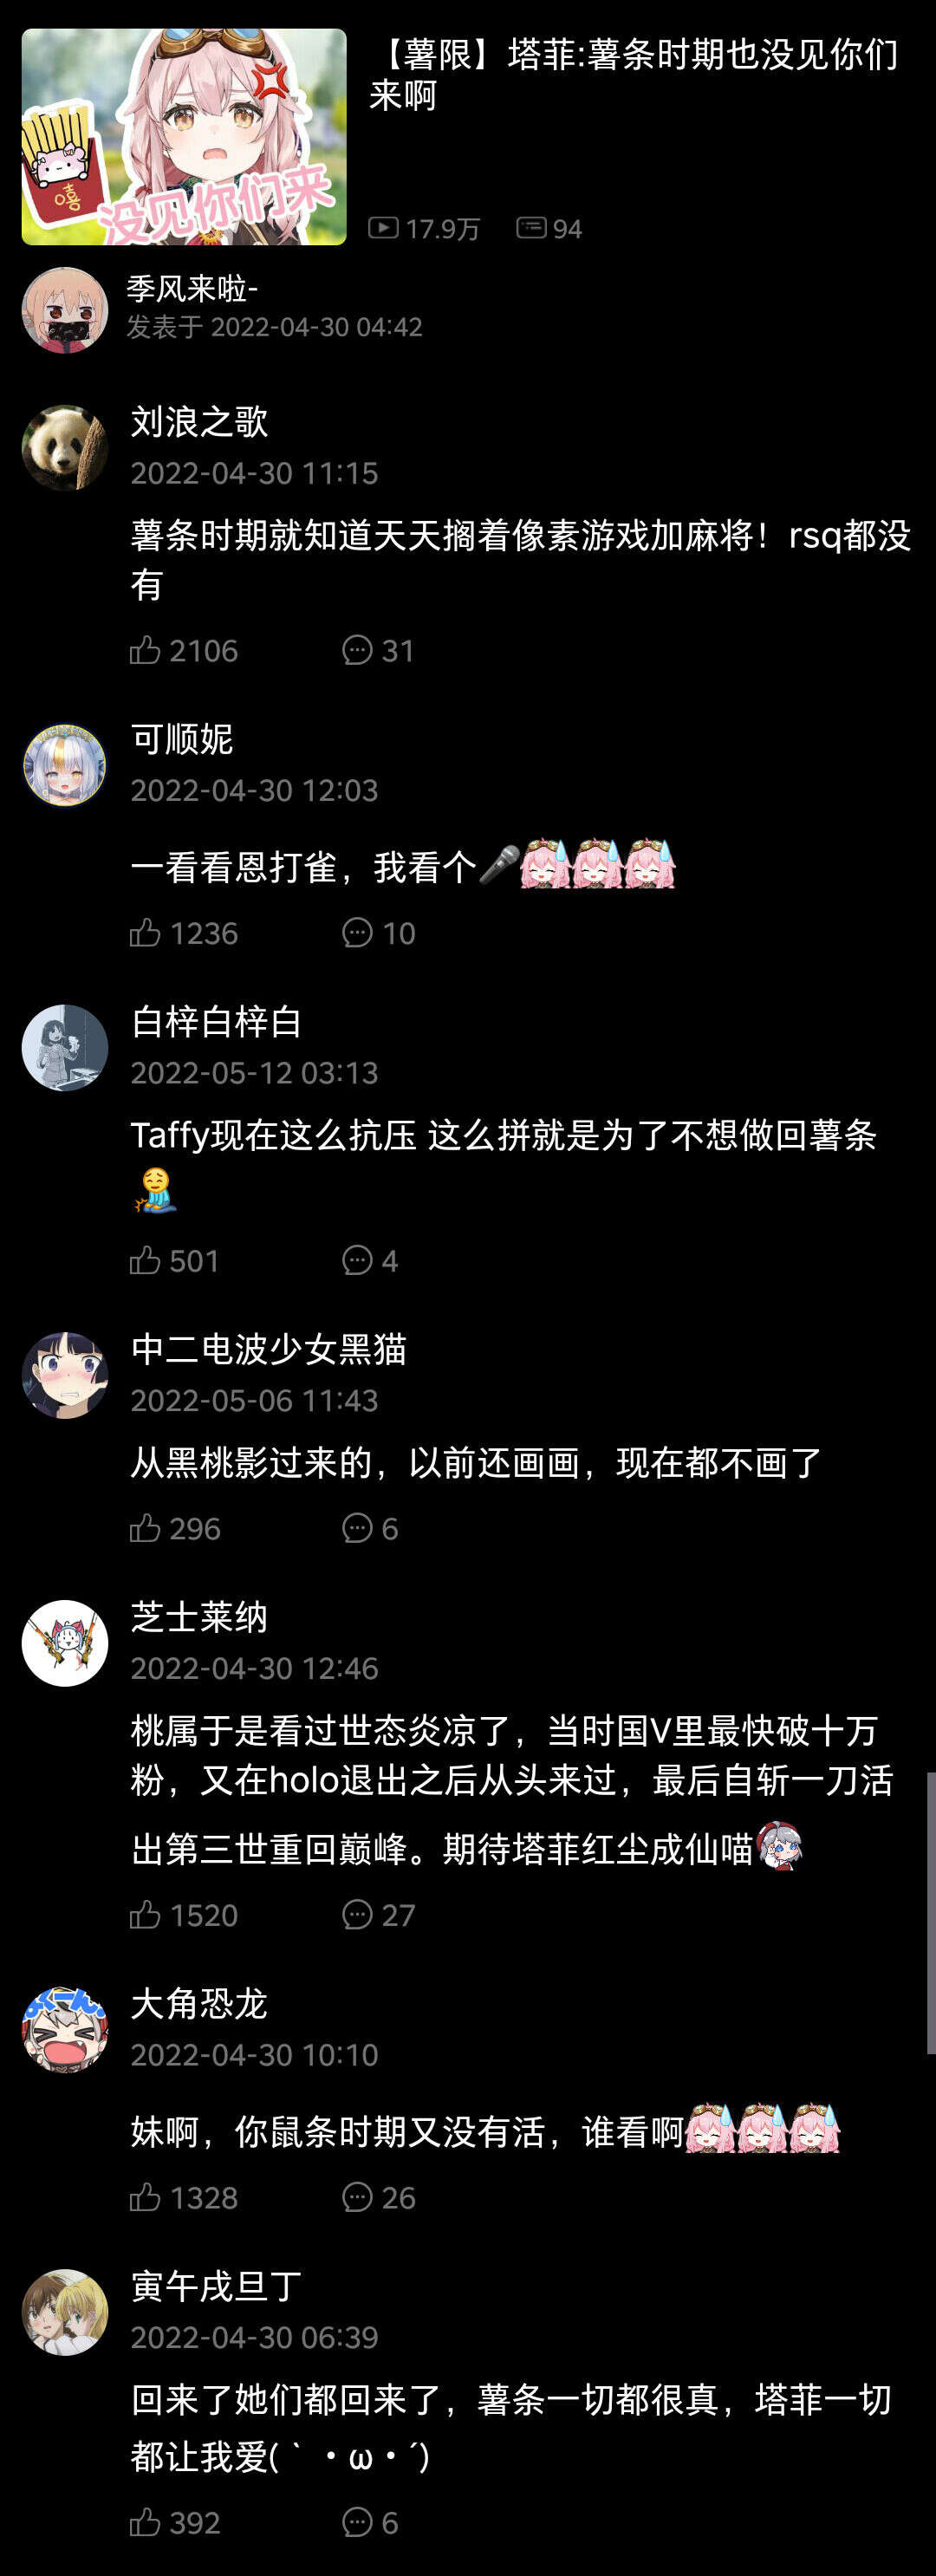 【薯限】塔菲:薯条时期也没见你们
来啊
嘻
没见你们来
17.9万 94
季风来啦-
发表于 2022-04-30 04:42
刘浪之歌
2022-04-30 11:15
薯条时期就知道天天搁着像素游戏加麻将！rsq都没
有
2106 31
可顺妮
2022-04-30 12:03
一看看恩打雀，我看个🎤
1236 10
白梓白梓白
2022-05-12 03:13
Taffy现在这么抗压 这么拼就是为了不想做回薯条
501 4
中二电波少女黑猫
2022-05-06 11:43
从黑桃影过来的，以前还画画，现在都不画了
296 6
芝士莱纳
2022-04-30 12:46
桃属于是看过世态炎凉了，当时国V里最快破十万
粉，又在holo退出之后从头来过，最后自斩一刀活
出第三世重回巅峰。期待塔菲红尘成仙喵
1520 27
大角恐龙
2022-04-30 10:10
妹啊，你鼠条时期又没有活，谁看啊
1328 26
寅午戌旦丁
2022-04-30 06:39
回来了她们都回来了，薯条一切都很真，塔菲一切
都让我爱( ｀・ω・´)
392 6